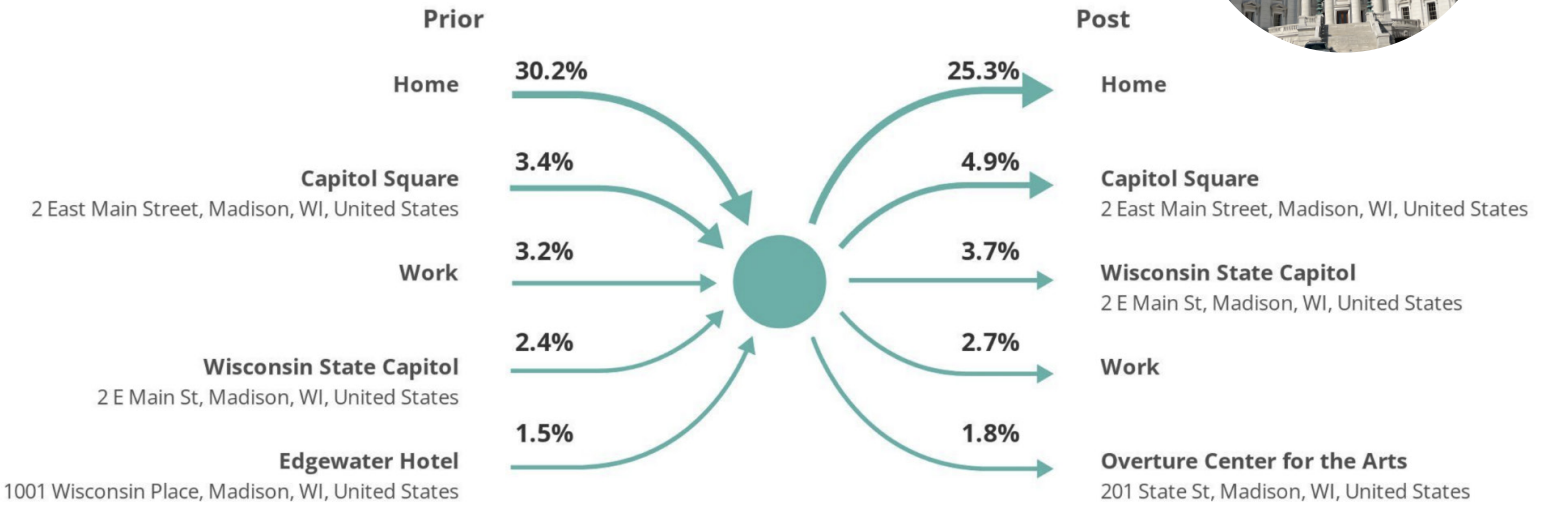 Prior
Post
30.2%
Home
3.4%
Capitol Square
2 East Main Street, Madison, WI, United States
3.2%
Work
2.4%
Wisconsin State Capitol
2 E Main St, Madison, WI, United States
1.5%
Edgewater Hotel
1001 Wisconsin Place, Madison, WI, United States
25.3%
Home
4.9%
Capitol Square
2 East Main Street, Madison, WI, United States
3.7%
Wisconsin State Capitol
2 E Main St, Madison, WI, United States
2.7%
Work
1.8%
Overture Center for the Arts
201 State St, Madison, WI, United States